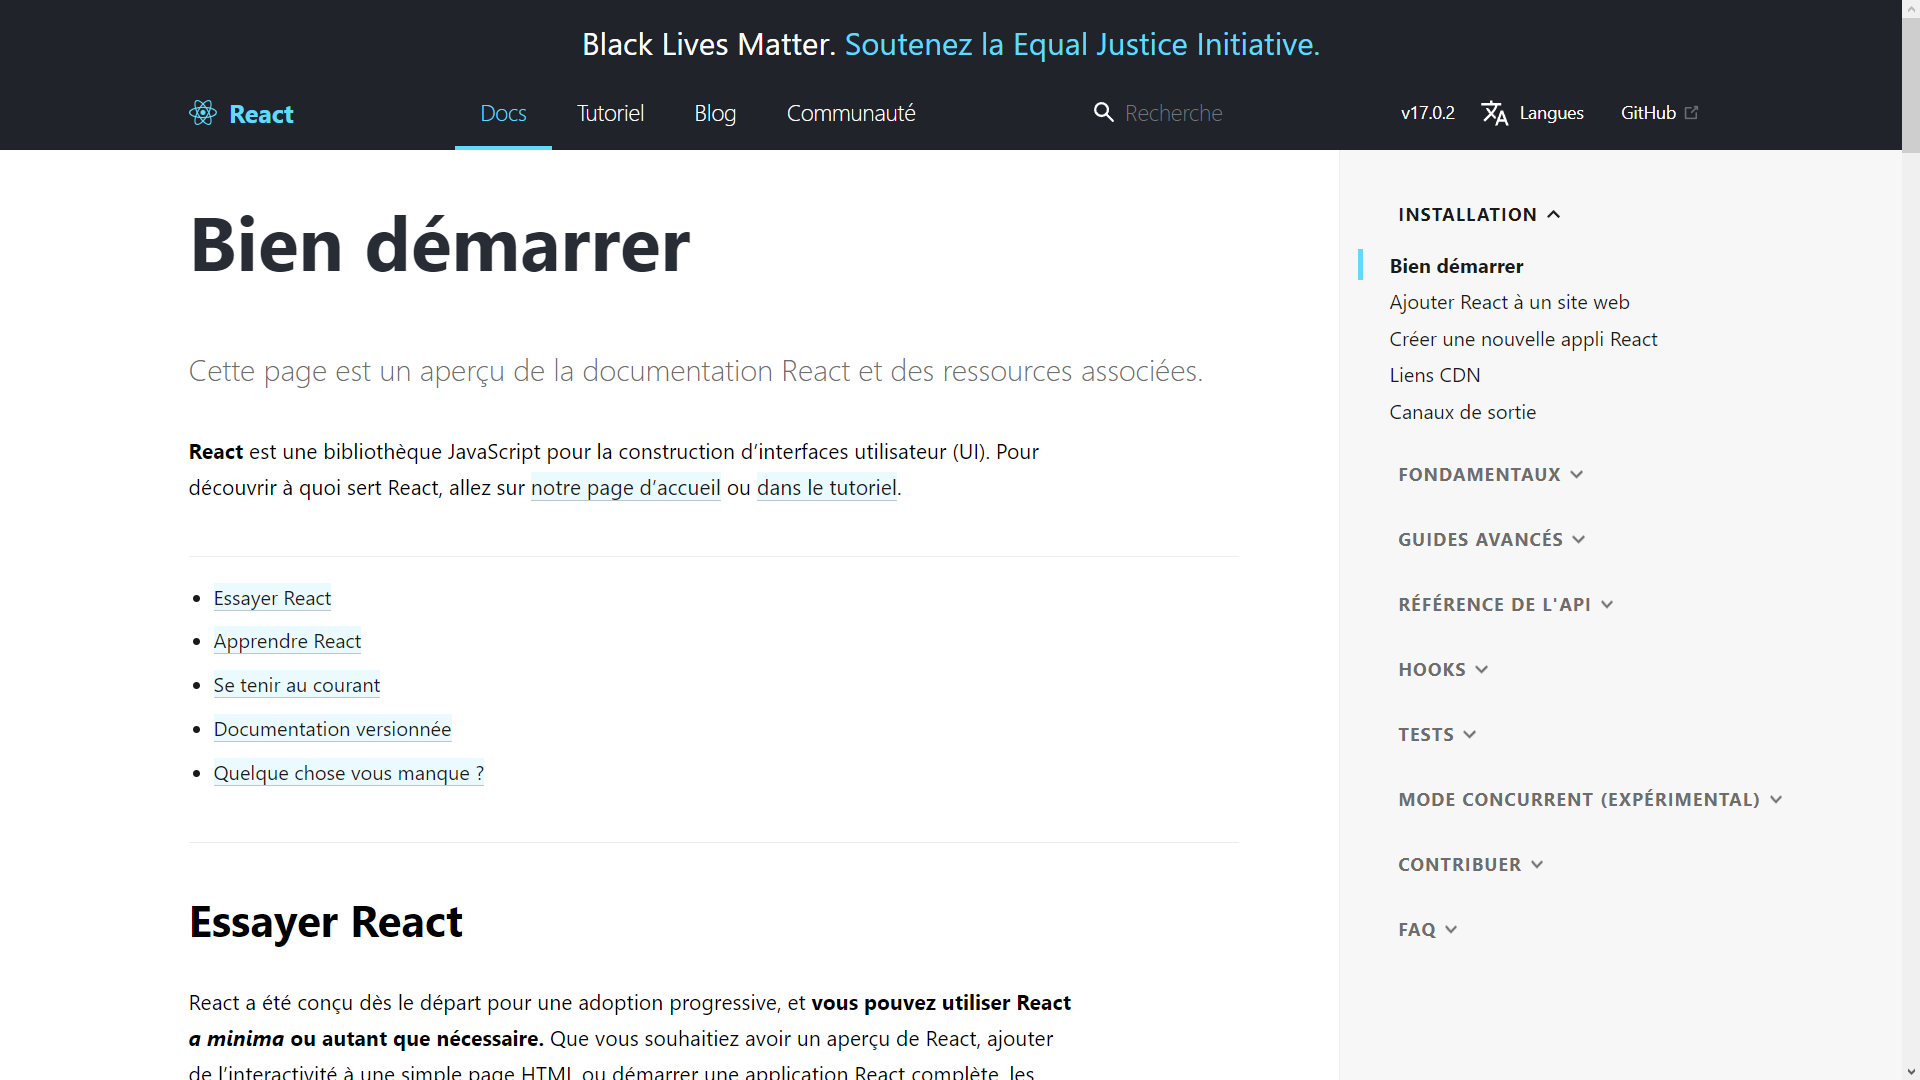 Black Lives Matter. Soutenez la Equal Justice Initiative.
React
Docs
Tutoriel
Blog
Communauté
Recherche
v17.0.2
Langues
GitHub
Bien démarrer
Cette page est un aperçu de la documentation React et des ressources associées.
React est une bibliothèque JavaScript pour la construction d’interfaces utilisateur (UI). Pour
découvrir à quoi sert React, allez sur notre page d’accueil ou dans le tutoriel.
Essayer React
Apprendre React
Se tenir au courant
Documentation versionnée
Quelque chose vous manque ?
Essayer React
React a été conçu dès le départ pour une adoption progressive, et vous pouvez utiliser React
a minima ou autant que nécessaire. Que vous souhaitiez avoir un aperçu de React, ajouter
de l’interactivité à une simple page HTML ou démarrer une application React complète, les
INSTALLATION
Bien démarrer
Ajouter React à un site web
Créer une nouvelle appli React
Liens CDN
Canaux de sortie
FONDAMENTAUX
GUIDES AVANCÉS
RÉFÉRENCE DE L'API
HOOKS
TESTS
MODE CONCURRENT (EXPÉRIMENTAL)
CONTRIBUER
FAQ